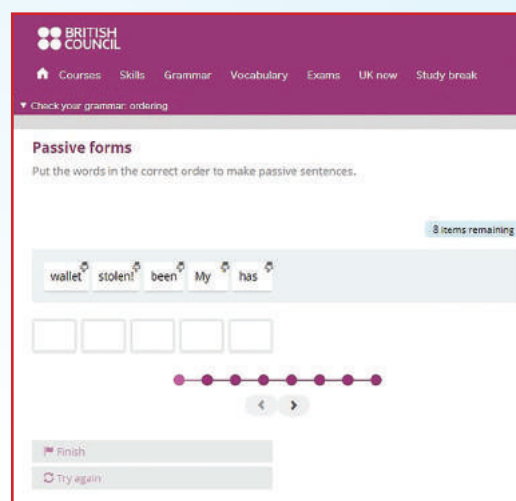 BRITISH
COUNCIL
Courses Skills Grammar Vocabulary Exams UK now Study break
Check your grammar: ordering
Passive forms
Put the words in the correct order to make passive sentences.
8 items remaining
wallet stolen! been My has
Finish
Try again